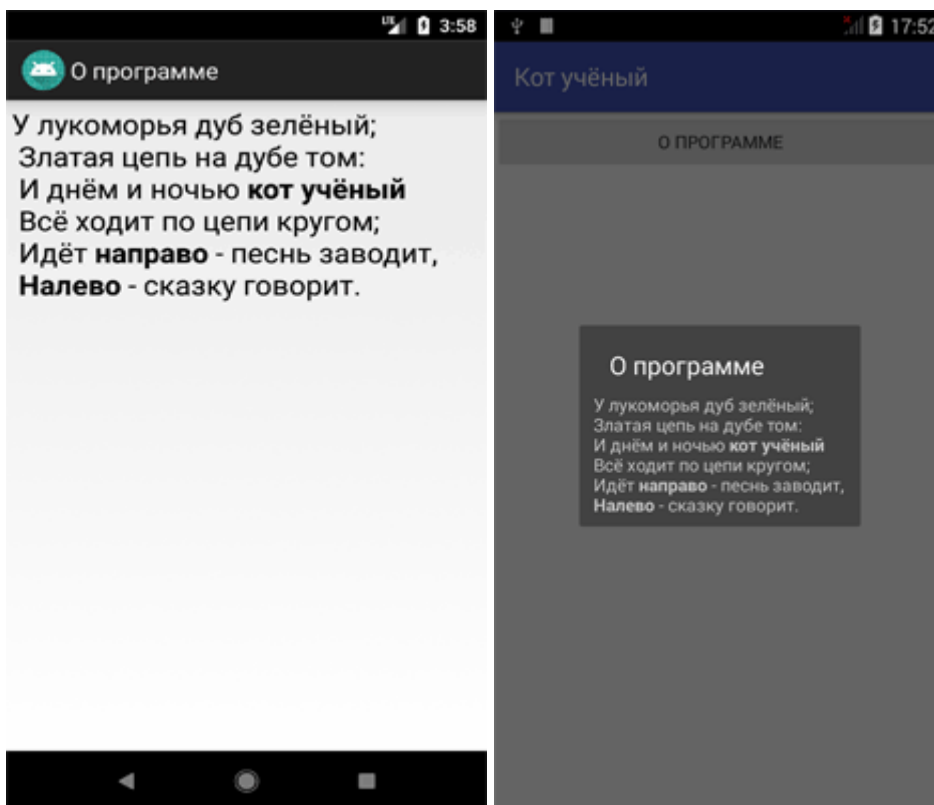 LTE 3:58
О программе
У лукоморья дуб зелёный;
Златая цепь на дубе том:
И днём и ночью кот учёный
Всё ходит по цепи кругом;
Идёт направо - песнь заводит,
Налево - сказку говорит.
17:52
Кот учёный
О ПРОГРАММЕ
О программе
У лукоморья дуб зелёный;
Златая цепь на дубе том:
И днём и ночью кот учёный
Всё ходит по цепи кругом;
Идёт направо - песнь заводит,
Налево - сказку говорит.